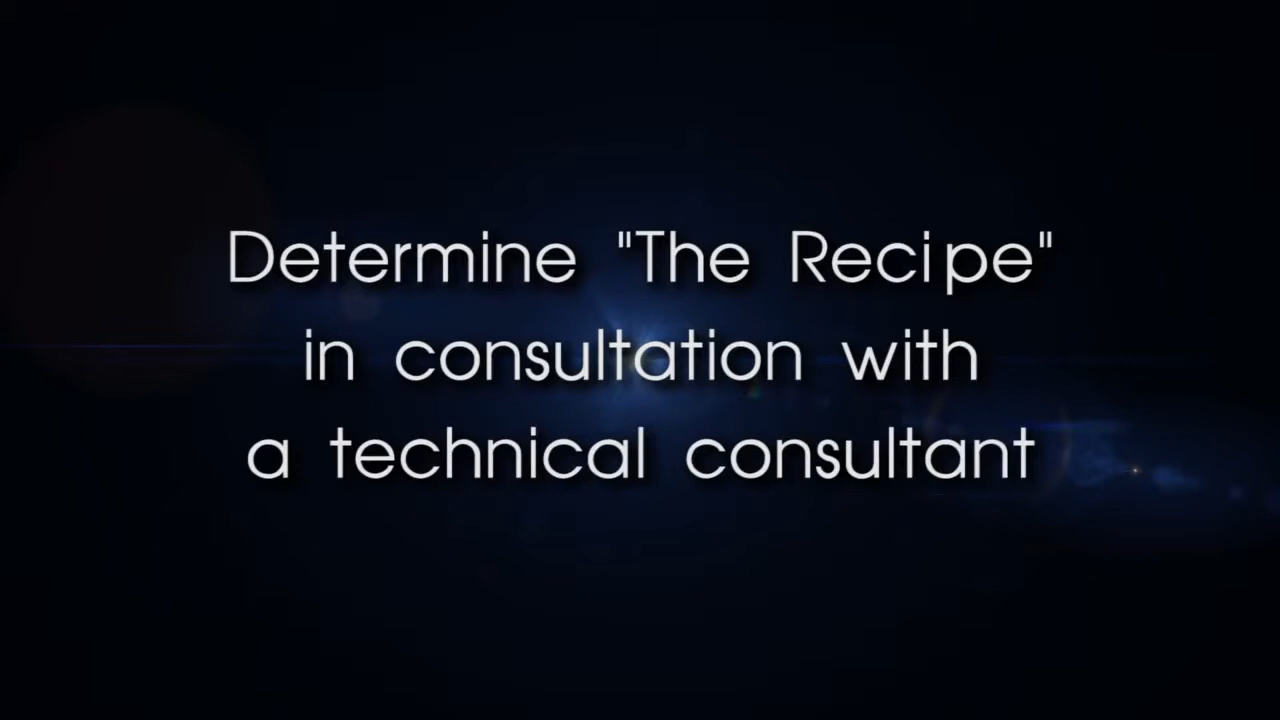 Determine "The Recipe"
in consultation with
a technical consultant